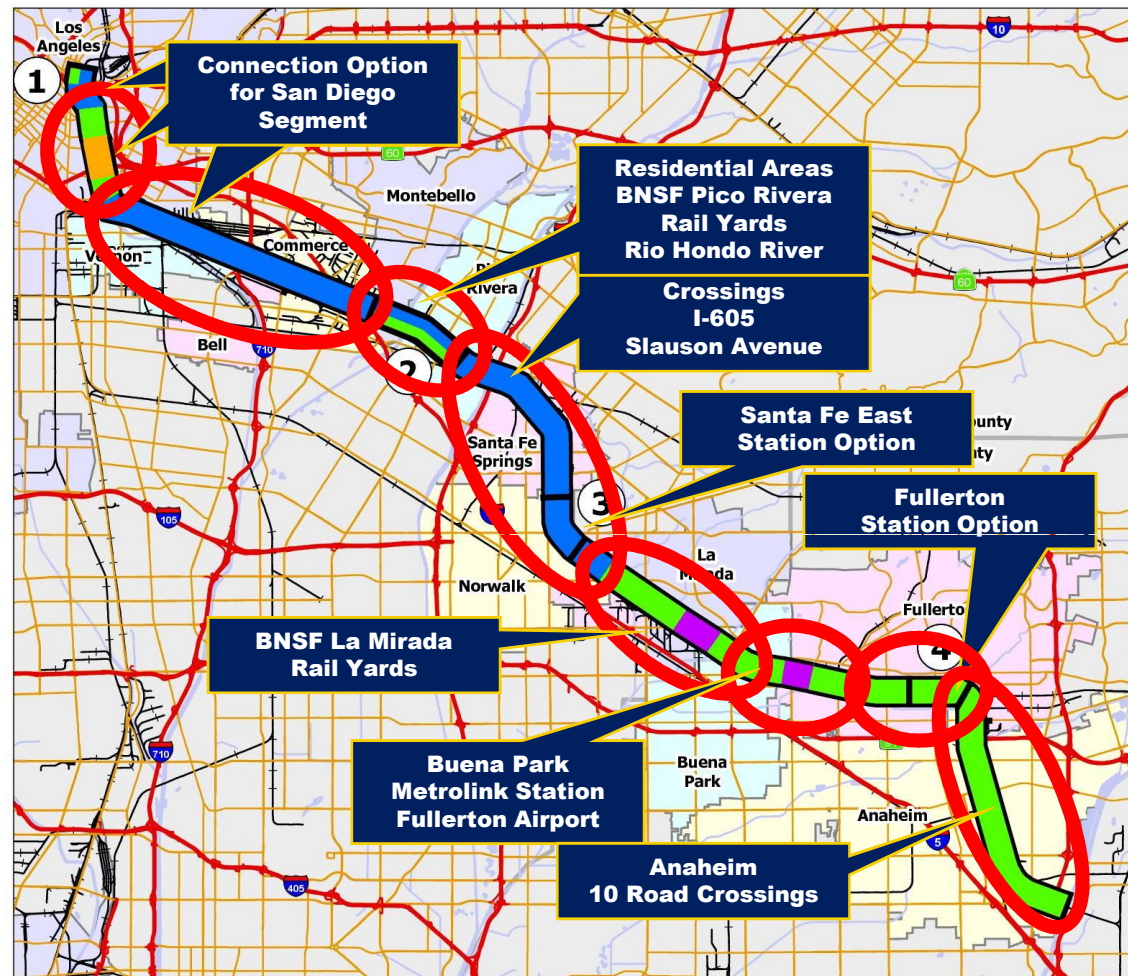 Los
Angeles
10
1
Connection Option
for San Diego
Segment
60
Residential Areas
BNSF Pico Rivera
Rail Yards
Rio Hondo River
Montebello
Commerce
Vernon
Rivera
60
Crossings
I-605
Slauson Avenue
Bell
710
2
Santa Fe East
Station Option
ounty
nty
Santa Fe
Springs
Fullerton
Station Option
3
105
La
Mirada
Norwalk
Fullerto
BNSF La Mirada
Rail Yards
4
710
Buena Park
Metrolink Station
Fullerton Airport
Buena
Park
Anaheim
5
Anaheim
10 Road Crossings
405